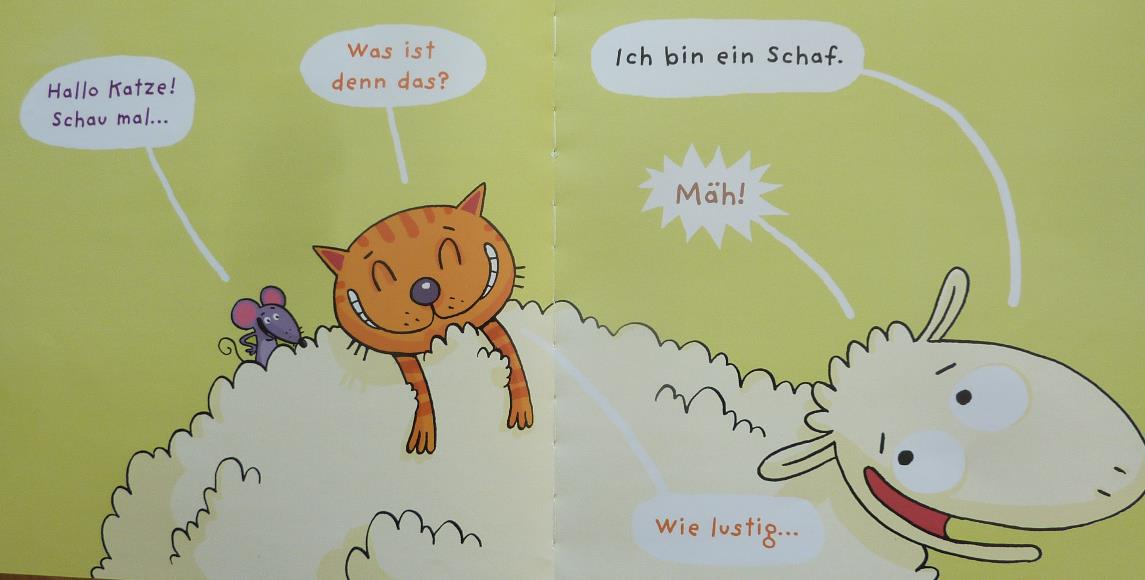 Hallo Katze!
Schau mal...
Was ist
denn das?
Ich bin ein Schaf.
Mäh!
Wie lustig...